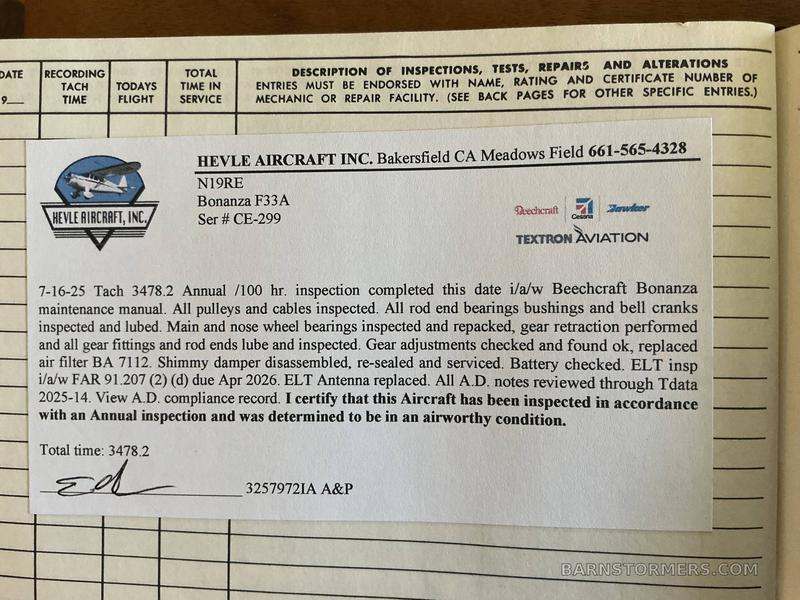 DATE
9
RECORDING
TACH
TIME
TODAYS
FLIGHT
TOTAL
TIME IN
SERVICE
DESCRIPTION OF INSPECTIONS, TESTS, REPAIRS AND ALTERATIONS
ENTRIES MUST BE ENDORSED WITH NAME, RATING AND CERTIFICATE NUMBER OF
MECHANIC OR REPAIR FACILITY. (SEE BACK PAGES FOR OTHER SPECIFIC ENTRIES.)
HEVLE AIRCRAFT, INC.
HEVLE AIRCRAFT INC. Bakersfield CA Meadows Field 661-565-4328
N19RE
Bonanza F33A
Ser # CE-299
Beechcraft Cessna Hawker
TEXTRON AVIATION
7-16-25 Tach 3478.2 Annual /100 hr. inspection completed this date i/a/w Beechcraft Bonanza
maintenance manual. All pulleys and cables inspected. All rod end bearings bushings and bell cranks
inspected and lubed. Main and nose wheel bearings inspected and repacked, gear retraction performed
and all gear fittings and rod ends lube and inspected. Gear adjustments checked and found ok, replaced
air filter BA 7112. Shimmy damper disassembled, re-sealed and serviced. Battery checked. ELT insp
i/a/w FAR 91.207 (2) (d) due Apr 2026. ELT Antenna replaced. All A.D. notes reviewed through Tdata
2025-14. View A.D. compliance record. I certify that this Aircraft has been inspected in accordance
with an Annual inspection and was determined to be in an airworthy condition.
Total time: 3478.2
3257972IA A&P
BARNSTORMERS.COM